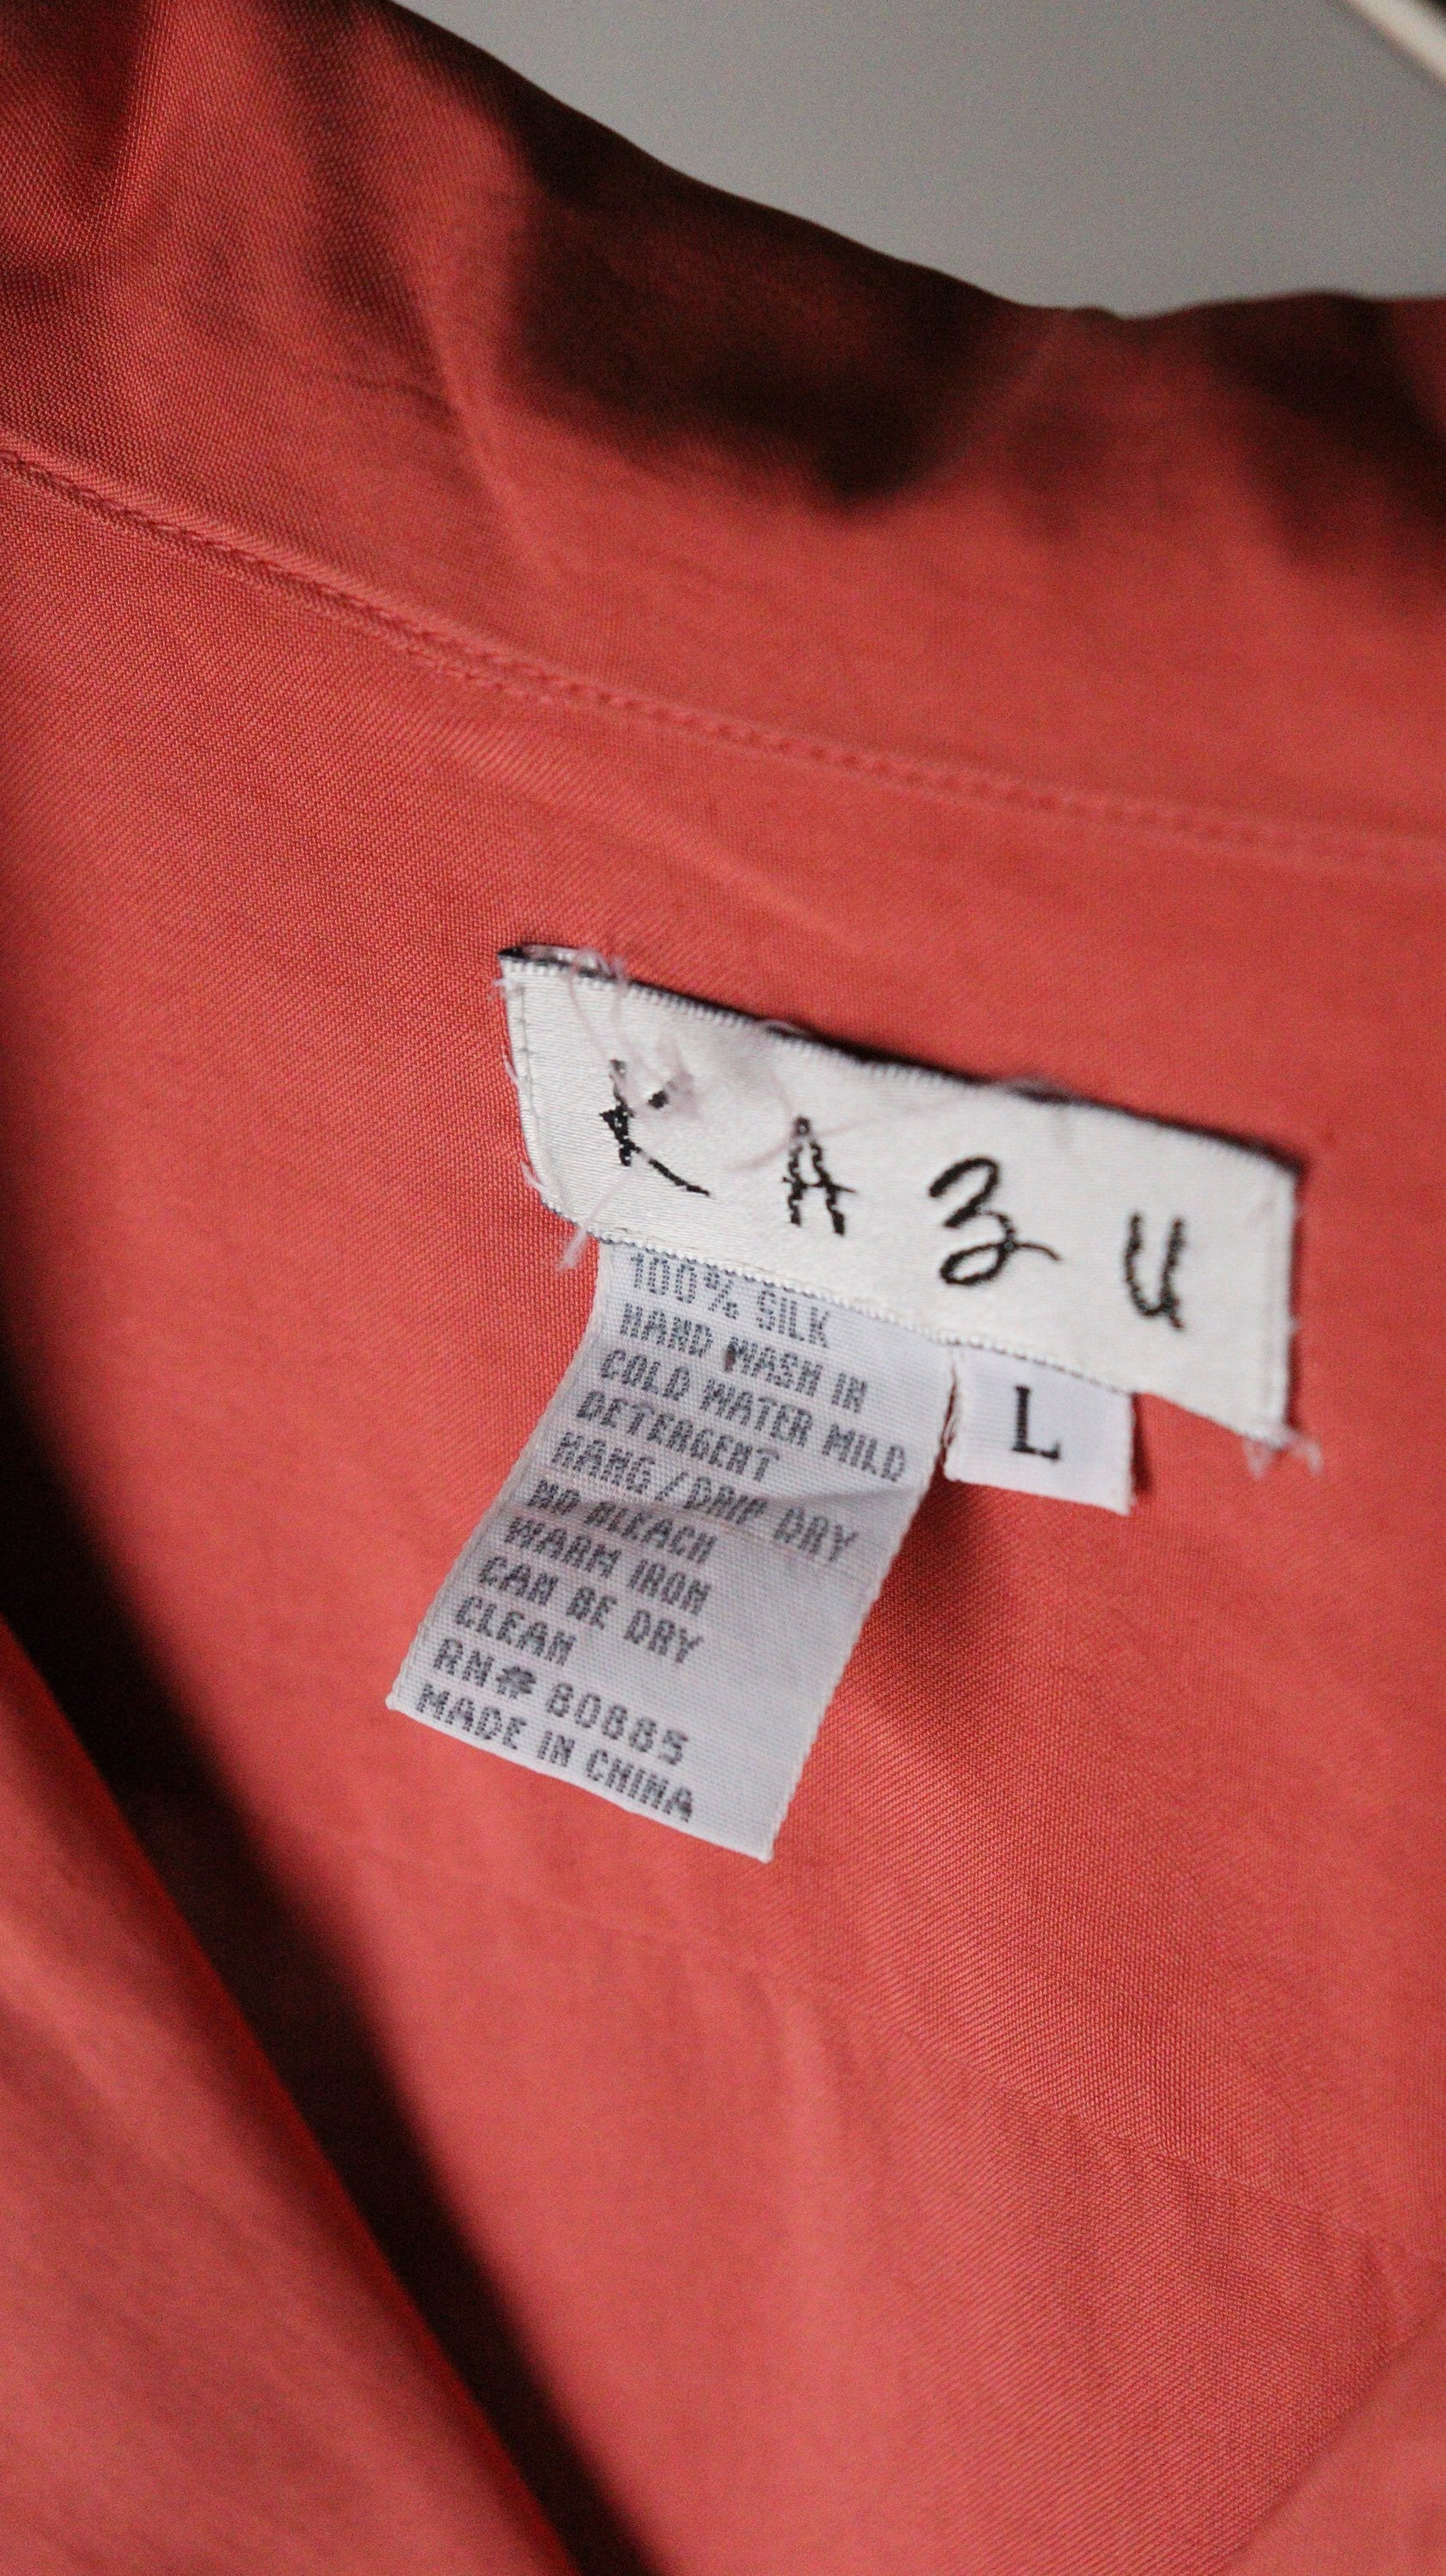 KAZU
100% SILK
HAND WASH IN
COLD WATER MILD
DETERGENT
HANG / DRIP DRY
NO BLEACH
WARM IRON
CAN BE DRY
CLEAN
RN# 80885
MADE IN CHINA
L